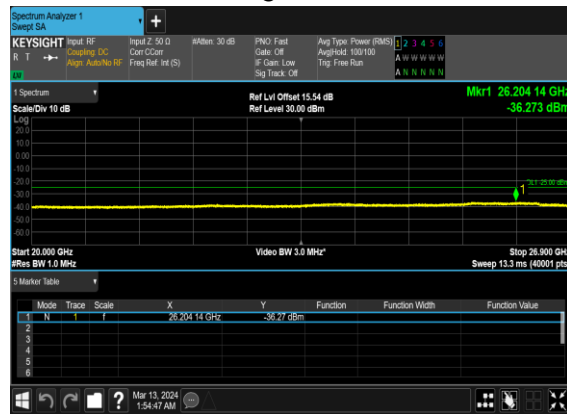 Spectrum Analyzer 1
Swept SA
+
KEYSIGHT Input: RF Input Z: 50 Ω #Atten: 30 dB PNO: Fast Avg Type: Power (RMS) 1 2 3 4 5 6
R T Coupling: DC Corr CCorr Gate: Off Avg|Hold: 100/100 A W W W W W
Align: Auto/No RF Freq Ref: Int (S) IF Gain: Low Trig: Free Run
LXI Sig Track: Off A N N N N N
1 Spectrum Ref Lvl Offset 15.54 dB Mkr1 26.204 14 GHz
Scale/Div 10 dB Ref Level 30.00 dBm -36.273 dBm
Log
20.0
10.0
0.00
-10.0
-20.0
1
-30.0
-40.0
-50.0
-60.0
Start 20.000 GHz Video BW 3.0 MHz* Stop 26.900 GHz
#Res BW 1.0 MHz Sweep 13.3 ms (40001 pts)
5 Marker Table
Mode Trace Scale X Y Function Function Width Function Value
1 N 1 f 26.204 14 GHz -36.27 dBm
2
3
4
5
6
? Mar 13, 2024
1:54:47 AM